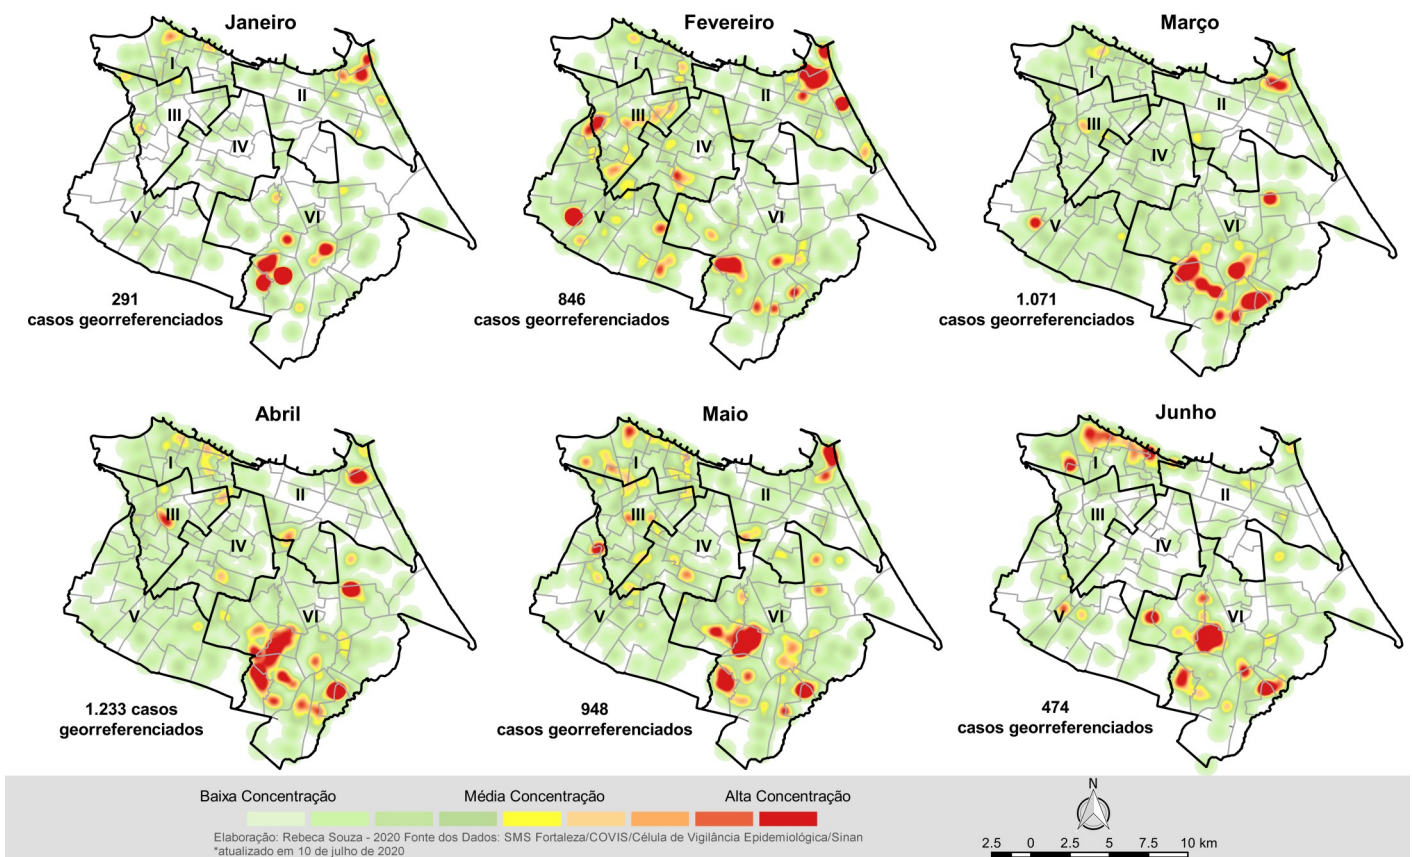 Janeiro
I
II
III
IV
V
VI
291
casos georreferenciados
Fevereiro
I
II
III
IV
V
VI
846
casos georreferenciados
Março
I
II
III
IV
V
VI
1.071
casos georreferenciados
Abril
I
II
III
IV
V
VI
1.233 casos
georreferenciados
Maio
I
II
III
IV
V
VI
948
casos georreferenciados
Junho
I
II
III
IV
V
VI
474
casos georreferenciados
Baixa Concentração Média Concentração Alta Concentração
Elaboração: Rebeca Souza - 2020 Fonte dos Dados: SMS Fortaleza/COVIS/Célula de Vigilância Epidemiológica/Sinan
*atualizado em 10 de julho de 2020
N
2.5 0 2.5 5 7.5 10 km